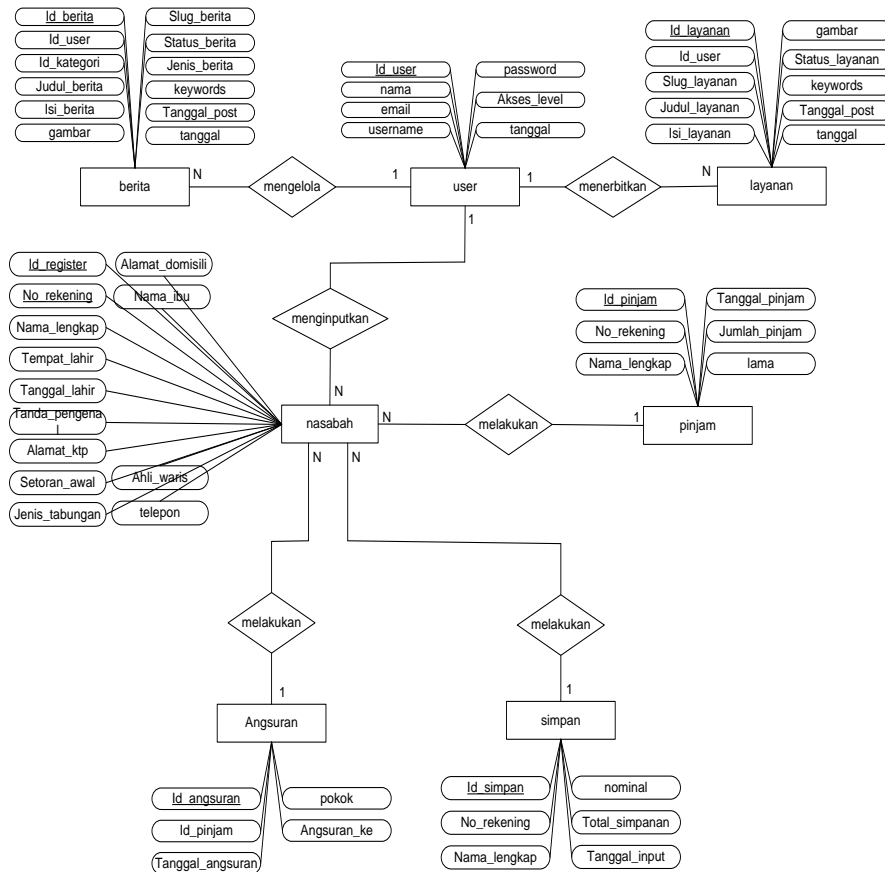 Id_berita
Slug_berita
Id_user
Status_berita
Id_kategori
Jenis_berita
Judul_berita
keywords
Isi_berita
Tanggal_post
gambar
tanggal
Id_user
password
nama
email
Akses_level
username
tanggal
Id_layanan
gambar
Id_user
Status_layanan
Slug_layanan
keywords
Judul_layanan
Tanggal_post
Isi_layanan
tanggal
berita
N
mengelola
1
user
1
menerbitkan
N
layanan
1
Id_register
Alamat_domisili
No_rekening
Nama_ibu
Nama_lengkap
Tempat_lahir
Tanggal_lahir
Tanda_pengena
l
Alamat_ktp
Setoran_awal
Ahli_waris
Jenis_tabungan
telepon
menginputkan
N
nasabah
N
melakukan
1
pinjam
Id_pinjam
Tanggal_pinjam
No_rekening
Jumlah_pinjam
Nama_lengkap
lama
N
N
melakukan
melakukan
1
1
Angsuran
simpan
Id_angsuran
pokok
Id_pinjam
Angsuran_ke
Tanggal_angsuran
Id_simpan
nominal
No_rekening
Total_simpanan
Nama_lengkap
Tanggal_input